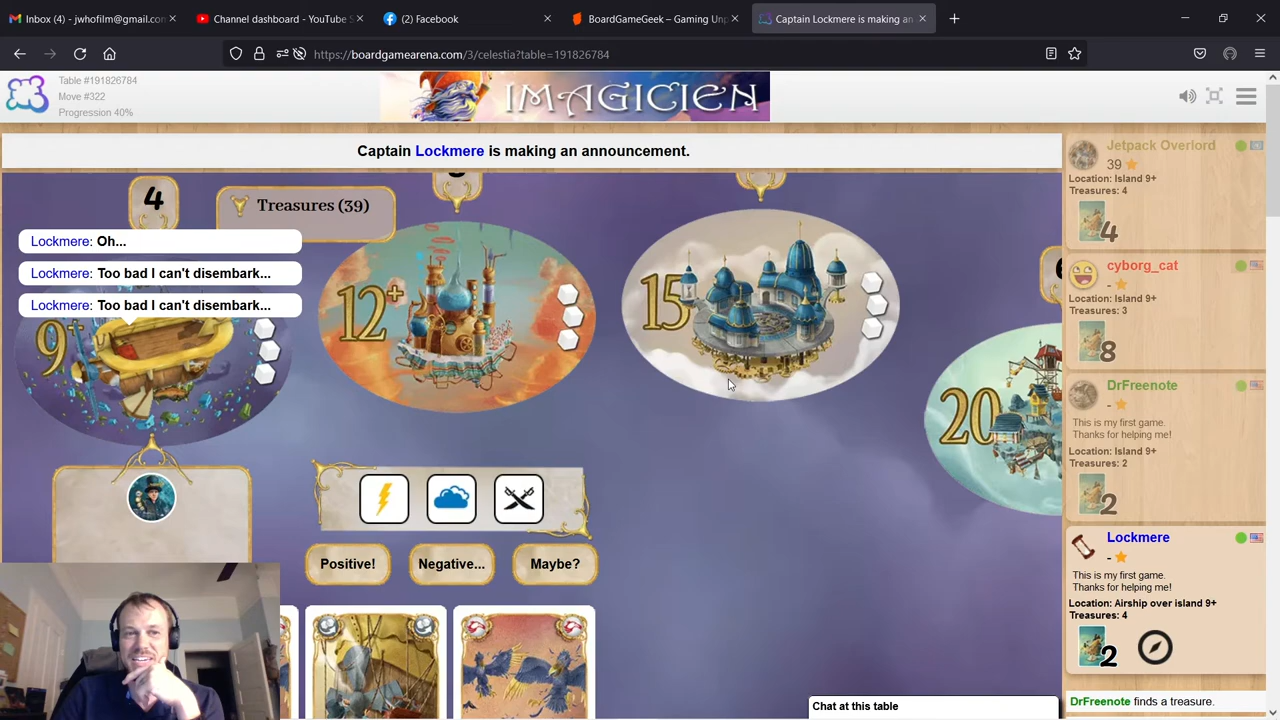 Inbox (4) - jwhofilm@gmail.con
Channel dashboard - YouTube S
(2) Facebook
BoardGameGeek – Gaming Unp
Captain Lockmere is making an
https://boardgamearena.com/3/celestia?table=191826784
Table #191826784
Move #322
Progression 40%
IMAGICIEN
Captain Lockmere is making an announcement.
4
Treasures (39)
Lockmere: Oh...
Lockmere: Too bad I can't disembark...
Lockmere: Too bad I can't disembark...
9+
12+
15
20
Positive!
Negative...
Maybe?
Jetpack Overlord
39
Location: Island 9+
Treasures: 4
4
cyborg_cat
-
Location: Island 9+
Treasures: 3
8
DrFreenote
-
This is my first game.
Thanks for helping me!
Location: Island 9+
Treasures: 2
2
Lockmere
-
This is my first game.
Thanks for helping me!
Location: Airship over island 9+
Treasures: 4
2
DrFreenote finds a treasure.
Chat at this table